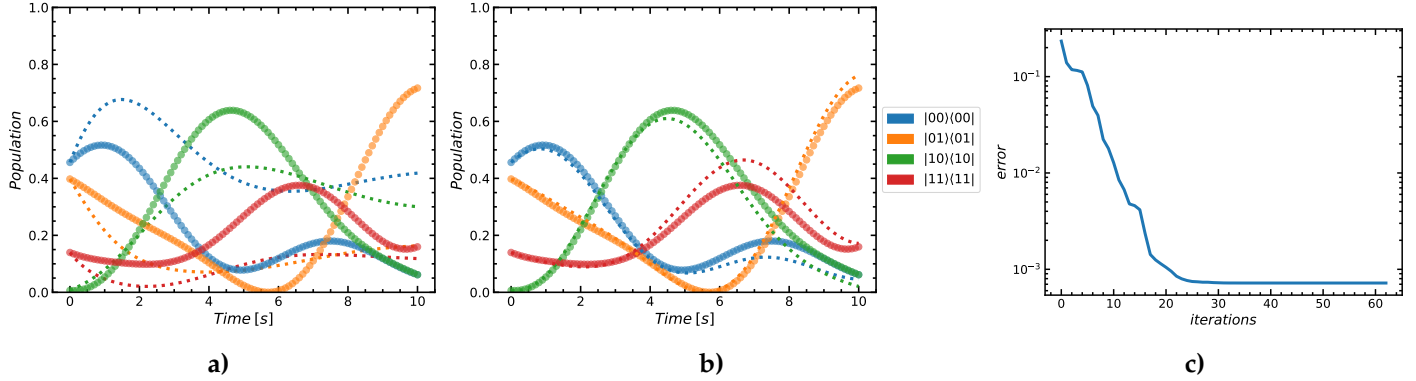 1.0
0.8
0.6
0.4
0.2
0.0
Population
0 2 4 6 8 10
Time [s]
a)
1.0
0.8
0.6
0.4
0.2
0.0
Population
0 2 4 6 8 10
Time [s]
b)
|00⟩⟨00|
|01⟩⟨01|
|10⟩⟨10|
|11⟩⟨11|
10⁻¹
10⁻²
10⁻³
error
0 10 20 30 40 50 60
iterations
c)